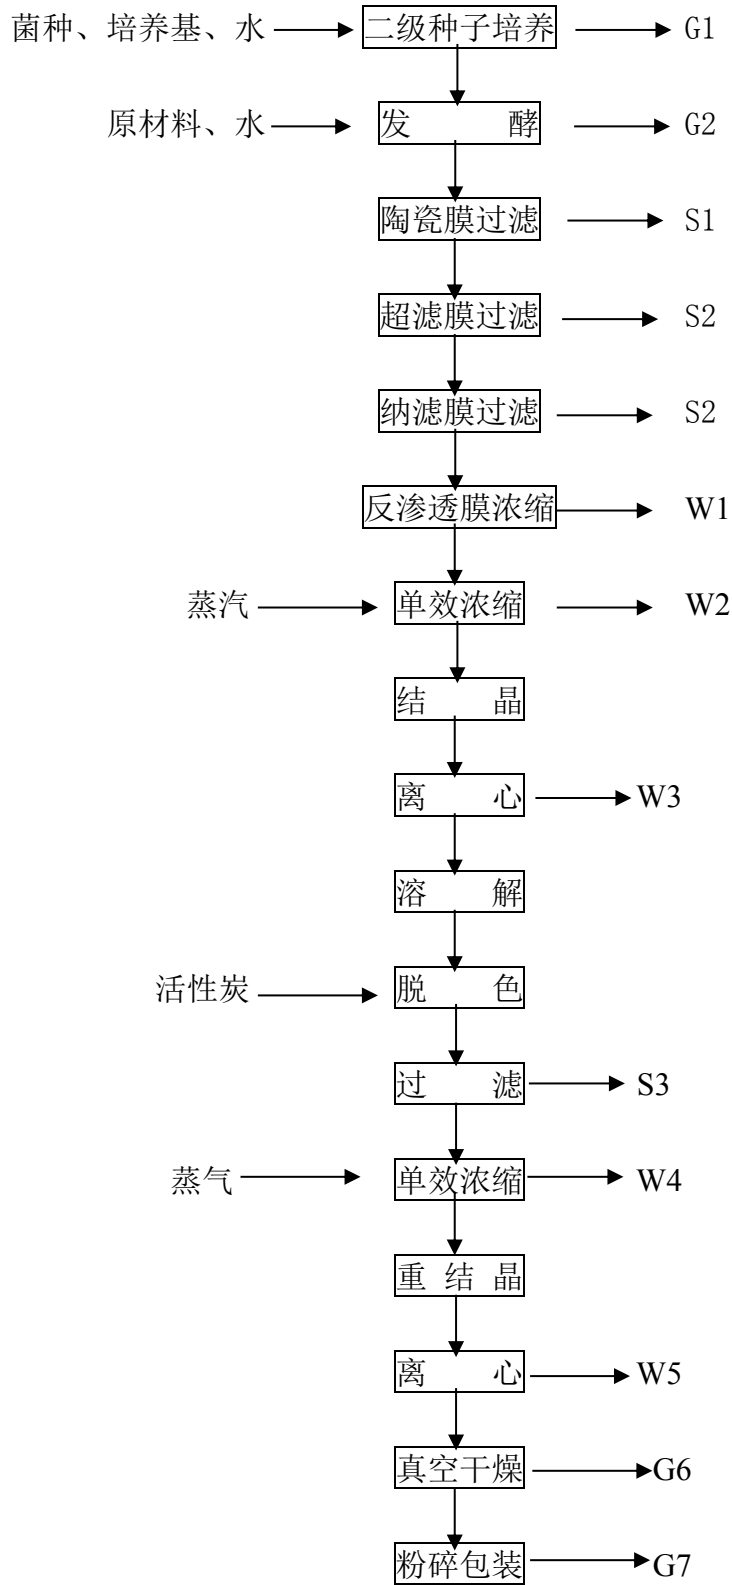 菌种、培养基、水 二级种子培养 G1
原材料、水 发 酵 G2
陶瓷膜过滤 S1
超滤膜过滤 S2
纳滤膜过滤 S2
反渗透膜浓缩 W1
蒸汽 单效浓缩 W2
结 晶
离 心 W3
溶 解
活性炭 脱 色
过 滤 S3
蒸气 单效浓缩 W4
重 结 晶
离 心 W5
真空干燥 G6
粉碎包装 G7